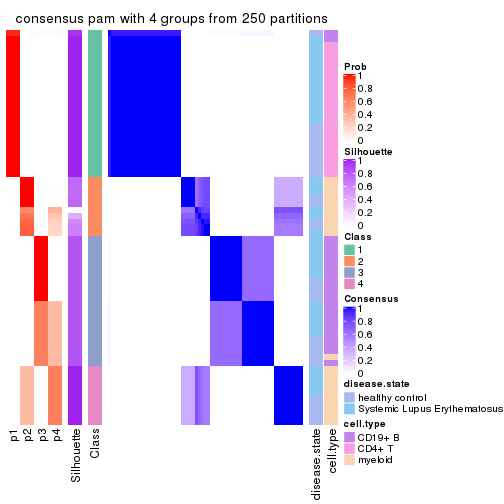 consensus pam with 4 groups from 250 partitions
Prob
1
0.8
0.6
0.4
0.2
0
Silhouette
1
0.8
0.6
0.4
0.2
0
Class
1
2
3
4
Consensus
1
0.8
0.6
0.4
0.2
0
disease.state
healthy control
Systemic Lupus Erythematosus
cell.type
CD19+ B
CD4+ T
myeloid
p1
p2
p3
p4
Silhouette
Class
disease.state
cell.type